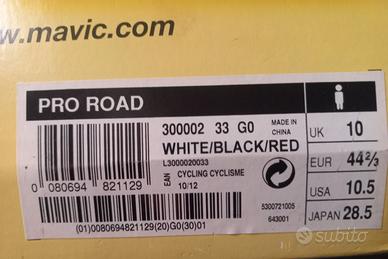 w.mavic.com
PRO ROAD
300002 33 G0
MADE IN
CHINA
WHITE/BLACK/RED
L3000020033
EAN
CYCLING CYCLISME
10/12
0 080694 821129
5300721005
643001
(01)0080694821129(20)G0(30)01
UK 10
EUR 44⅔
USA 10.5
JAPAN 28.5
subito